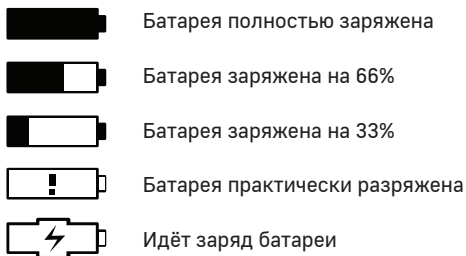 Батарея полностью заряжена
Батарея заряжена на 66%
Батарея заряжена на 33%
Батарея практически разряжена
Идёт заряд батареи